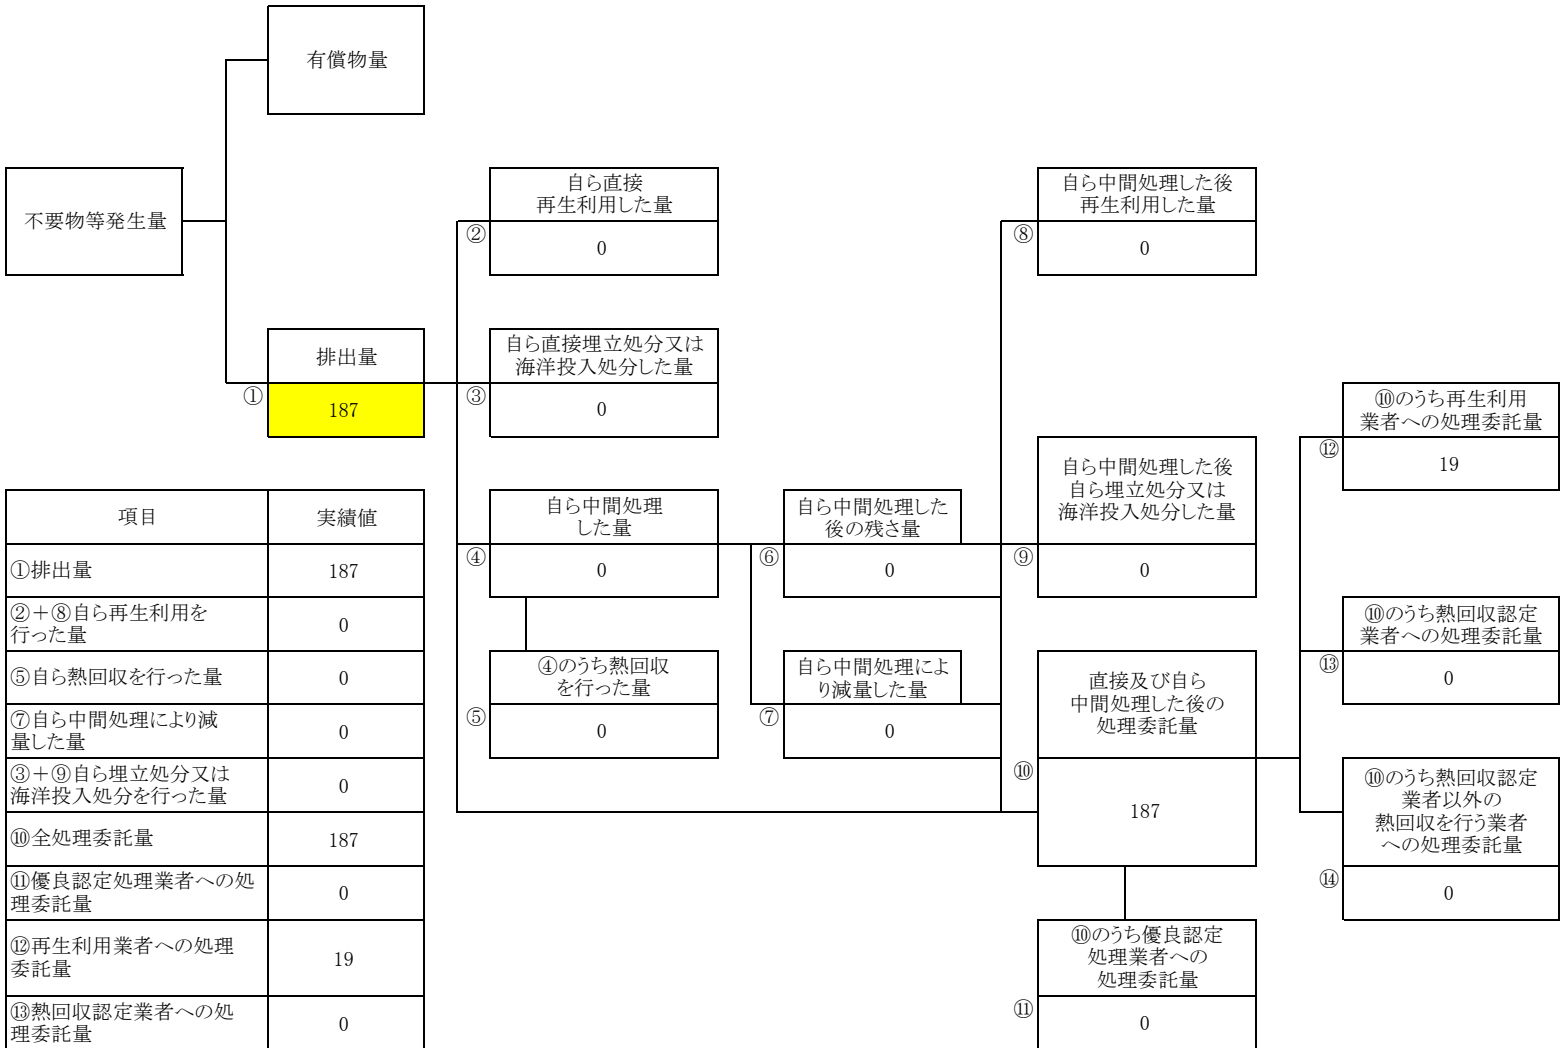 有償物量
不要物等発生量
自ら直接
再生利用した量
②
0
自ら中間処理した後
再生利用した量
⑧
0
排出量
①
187
自ら直接埋立処分又は
海洋投入処分した量
③
0
⑩のうち再生利用
業者への処理委託量
⑫
19
自ら中間処理
した量
④
0
自ら中間処理した
後の残さ量
⑥
0
自ら中間処理した後
自ら埋立処分又は
海洋投入処分した量
⑨
0
④のうち熱回収
を行った量
⑤
0
自ら中間処理によ
り減量した量
⑦
0
直接及び自ら
中間処理した後の
処理委託量
⑩
187
⑩のうち熱回収認定
業者への処理委託量
⑬
0
⑩のうち熱回収認定
業者以外の
熱回収を行う業者
への処理委託量
⑭
0
⑩のうち優良認定
処理業者への
処理委託量
⑪
0
項目
実績値
①排出量
187
②＋⑧自ら再生利用を
行った量
0
⑤自ら熱回収を行った量
0
⑦自ら中間処理により減
量した量
0
③＋⑨自ら埋立処分又は
海洋投入処分を行った量
0
⑩全処理委託量
187
⑪優良認定処理業者への処
理委託量
0
⑫再生利用業者への処理
委託量
19
⑬熱回収認定業者への処
理委託量
0